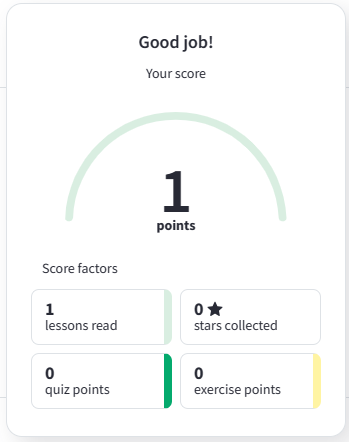 Good job!
Your score
1
points
Score factors
1
lessons read
0 ★
stars collected
0
quiz points
0
exercise points